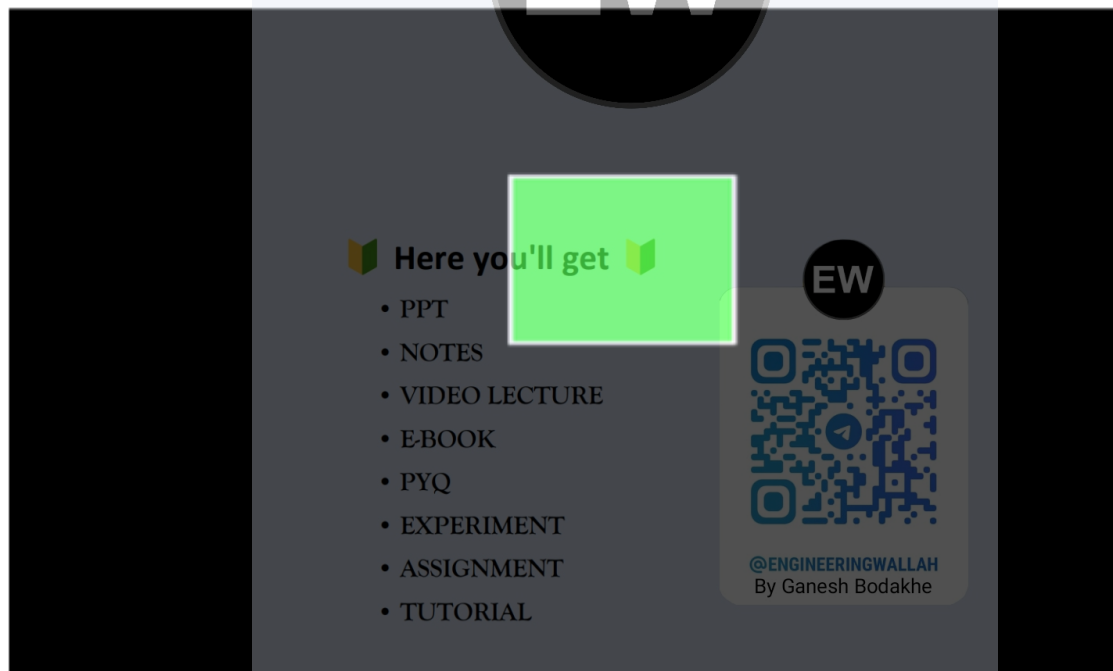 EW
🔰 Here you'll get 🔰
• PPT
• NOTES
• VIDEO LECTURE
• E-BOOK
• PYQ
• EXPERIMENT
• ASSIGNMENT
• TUTORIAL
EW
@ENGINEERINGWALLAH
By Ganesh Bodakhe